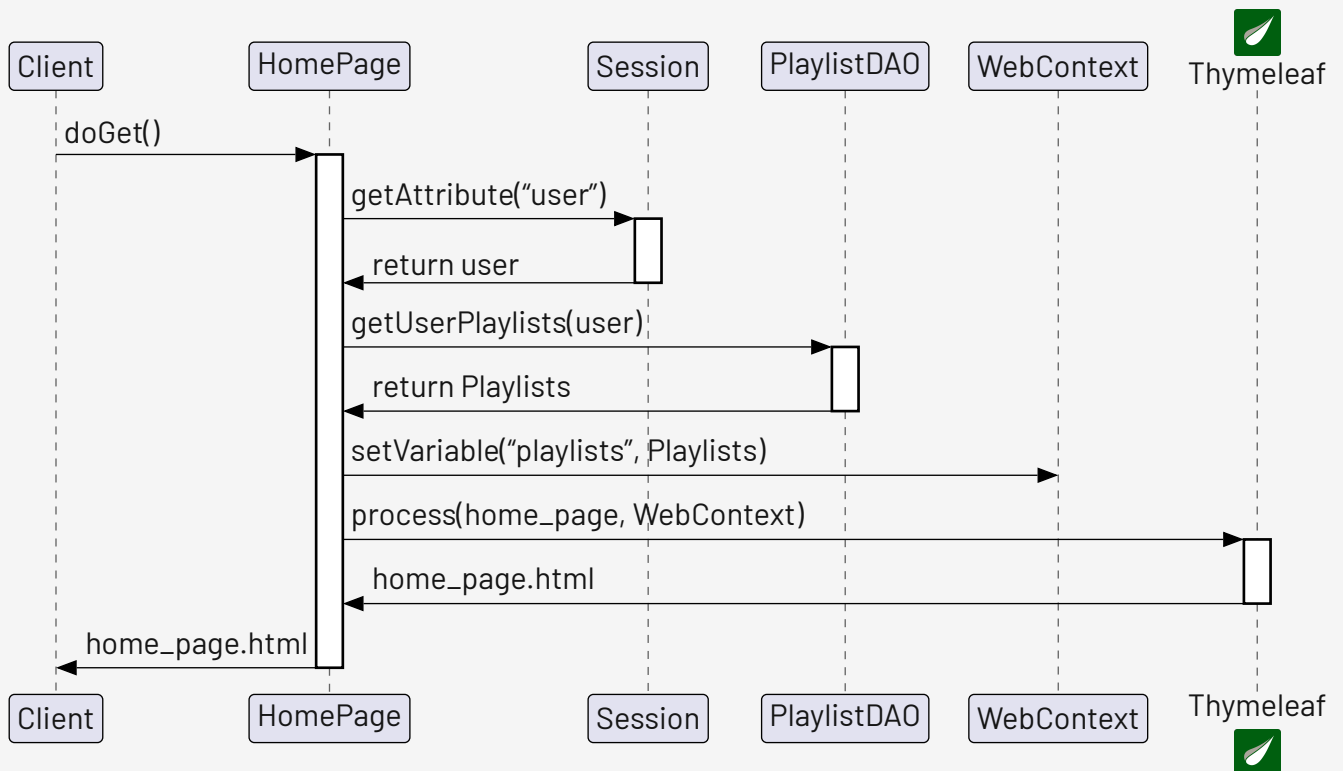 Client HomePage Session PlaylistDAO WebContext Thymeleaf
doGet()
getAttribute(“user”)
return user
getUserPlaylists(user)
return Playlists
setVariable(“playlists”, Playlists)
process(home_page, WebContext)
home_page.html
home_page.html
Client HomePage Session PlaylistDAO WebContext Thymeleaf